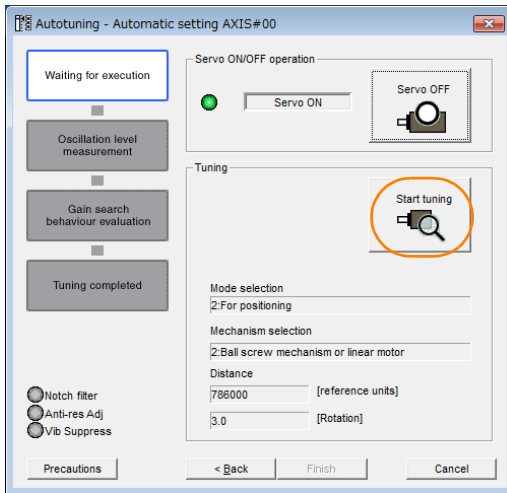 Autotuning - Automatic setting AXIS#00
Waiting for execution
Oscillation level
measurement
Gain search
behaviour evaluation
Tuning completed
Notch filter
Anti-res Adj
Vib Suppress
Servo ON/OFF operation
Servo ON
Servo OFF
Tuning
Start tuning
Mode selection
2:For positioning
Mechanism selection
2:Ball screw mechanism or linear motor
Distance
786000 [reference units]
3.0 [Rotation]
Precautions
< Back
Finish
Cancel